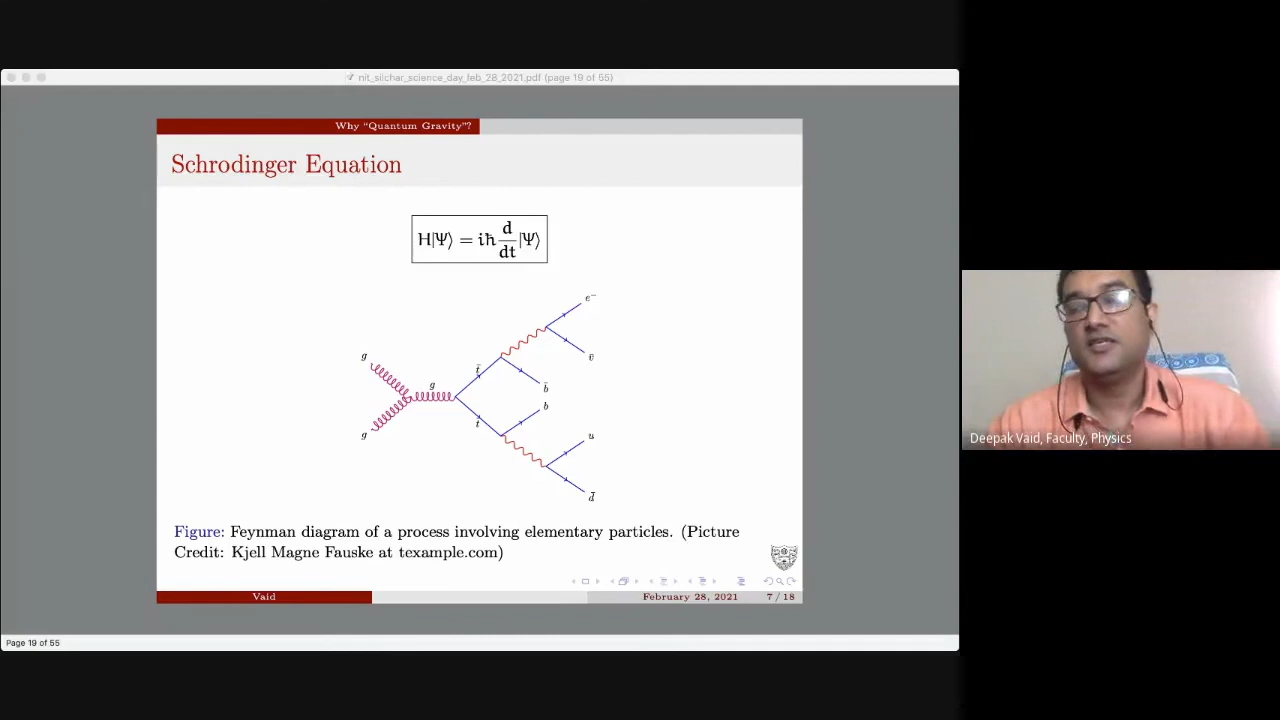 nit_silchar_science_day_feb_28_2021.pdf (page 19 of 55)
Why “Quantum Gravity”?
Schrodinger Equation
H|Ψ⟩ = iħ d/dt |Ψ⟩
e⁻
g
ν̄
t̄
g
b̄
b
t
g
u
d̄
Figure: Feynman diagram of a process involving elementary particles. (Picture
Credit: Kjell Magne Fauske at texample.com)
Vaid
February 28, 2021
7 / 18
Page 19 of 55
Deepak Vaid, Faculty, Physics